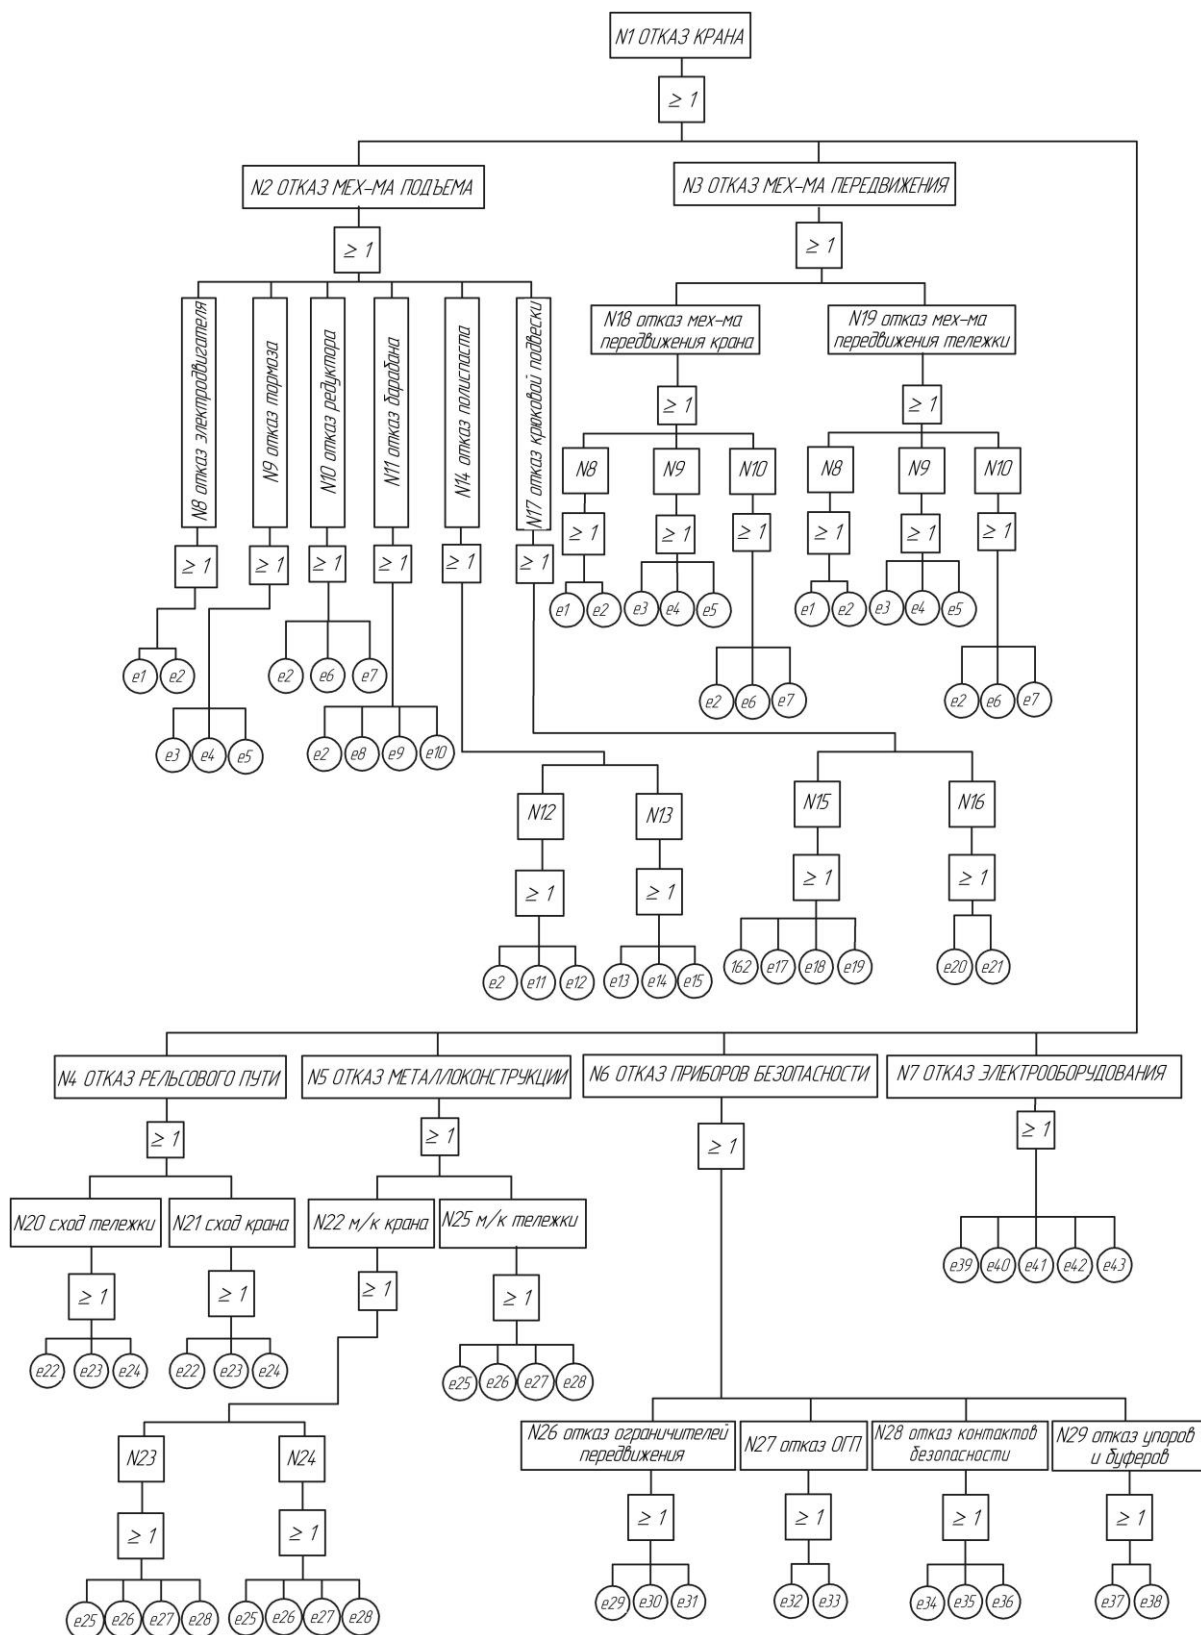 N1 ОТКАЗ КРАНА
≥ 1
N2 ОТКАЗ МЕХ-МА ПОДЪЕМА
N3 ОТКАЗ МЕХ-МА ПЕРЕДВИЖЕНИЯ
≥ 1
≥ 1
N8 отказ электродвигателя
N9 отказ тормоза
N10 отказ редуктора
N11 отказ барабана
N14 отказ полиспаста
N17 отказ крюковой подвески
N18 отказ мех-ма
передвижения крана
N19 отказ мех-ма
передвижения тележки
≥ 1
≥ 1
N8
N9
N10
N8
N9
N10
≥ 1
≥ 1
≥ 1
≥ 1
≥ 1
≥ 1
≥ 1
≥ 1
≥ 1
≥ 1
≥ 1
≥ 1
e1
e2
e3
e4
e5
e1
e2
e3
e4
e5
e1
e2
e2
e6
e7
e2
e6
e7
e2
e6
e7
e3
e4
e5
e2
e8
e9
e10
N12
N13
N15
N16
≥ 1
≥ 1
≥ 1
≥ 1
e2
e11
e12
e13
e14
e15
162
e17
e18
e19
e20
e21
N4 ОТКАЗ РЕЛЬСОВОГО ПУТИ
N5 ОТКАЗ МЕТАЛЛОКОНСТРУКЦИИ
N6 ОТКАЗ ПРИБОРОВ БЕЗОПАСНОСТИ
N7 ОТКАЗ ЭЛЕКТРООБОРУДОВАНИЯ
≥ 1
≥ 1
≥ 1
≥ 1
N20 сход тележки
N21 сход крана
N22 м/к крана
N25 м/к тележки
≥ 1
≥ 1
≥ 1
≥ 1
e39
e40
e41
e42
e43
e22
e23
e24
e22
e23
e24
e25
e26
e27
e28
N23
N24
N26 отказ ограничителей
передвижения
N27 отказ ОГП
N28 отказ контактов
безопасности
N29 отказ упоров
и буферов
≥ 1
≥ 1
≥ 1
≥ 1
≥ 1
≥ 1
e25
e26
e27
e28
e25
e26
e27
e28
e29
e30
e31
e32
e33
e34
e35
e36
e37
e38